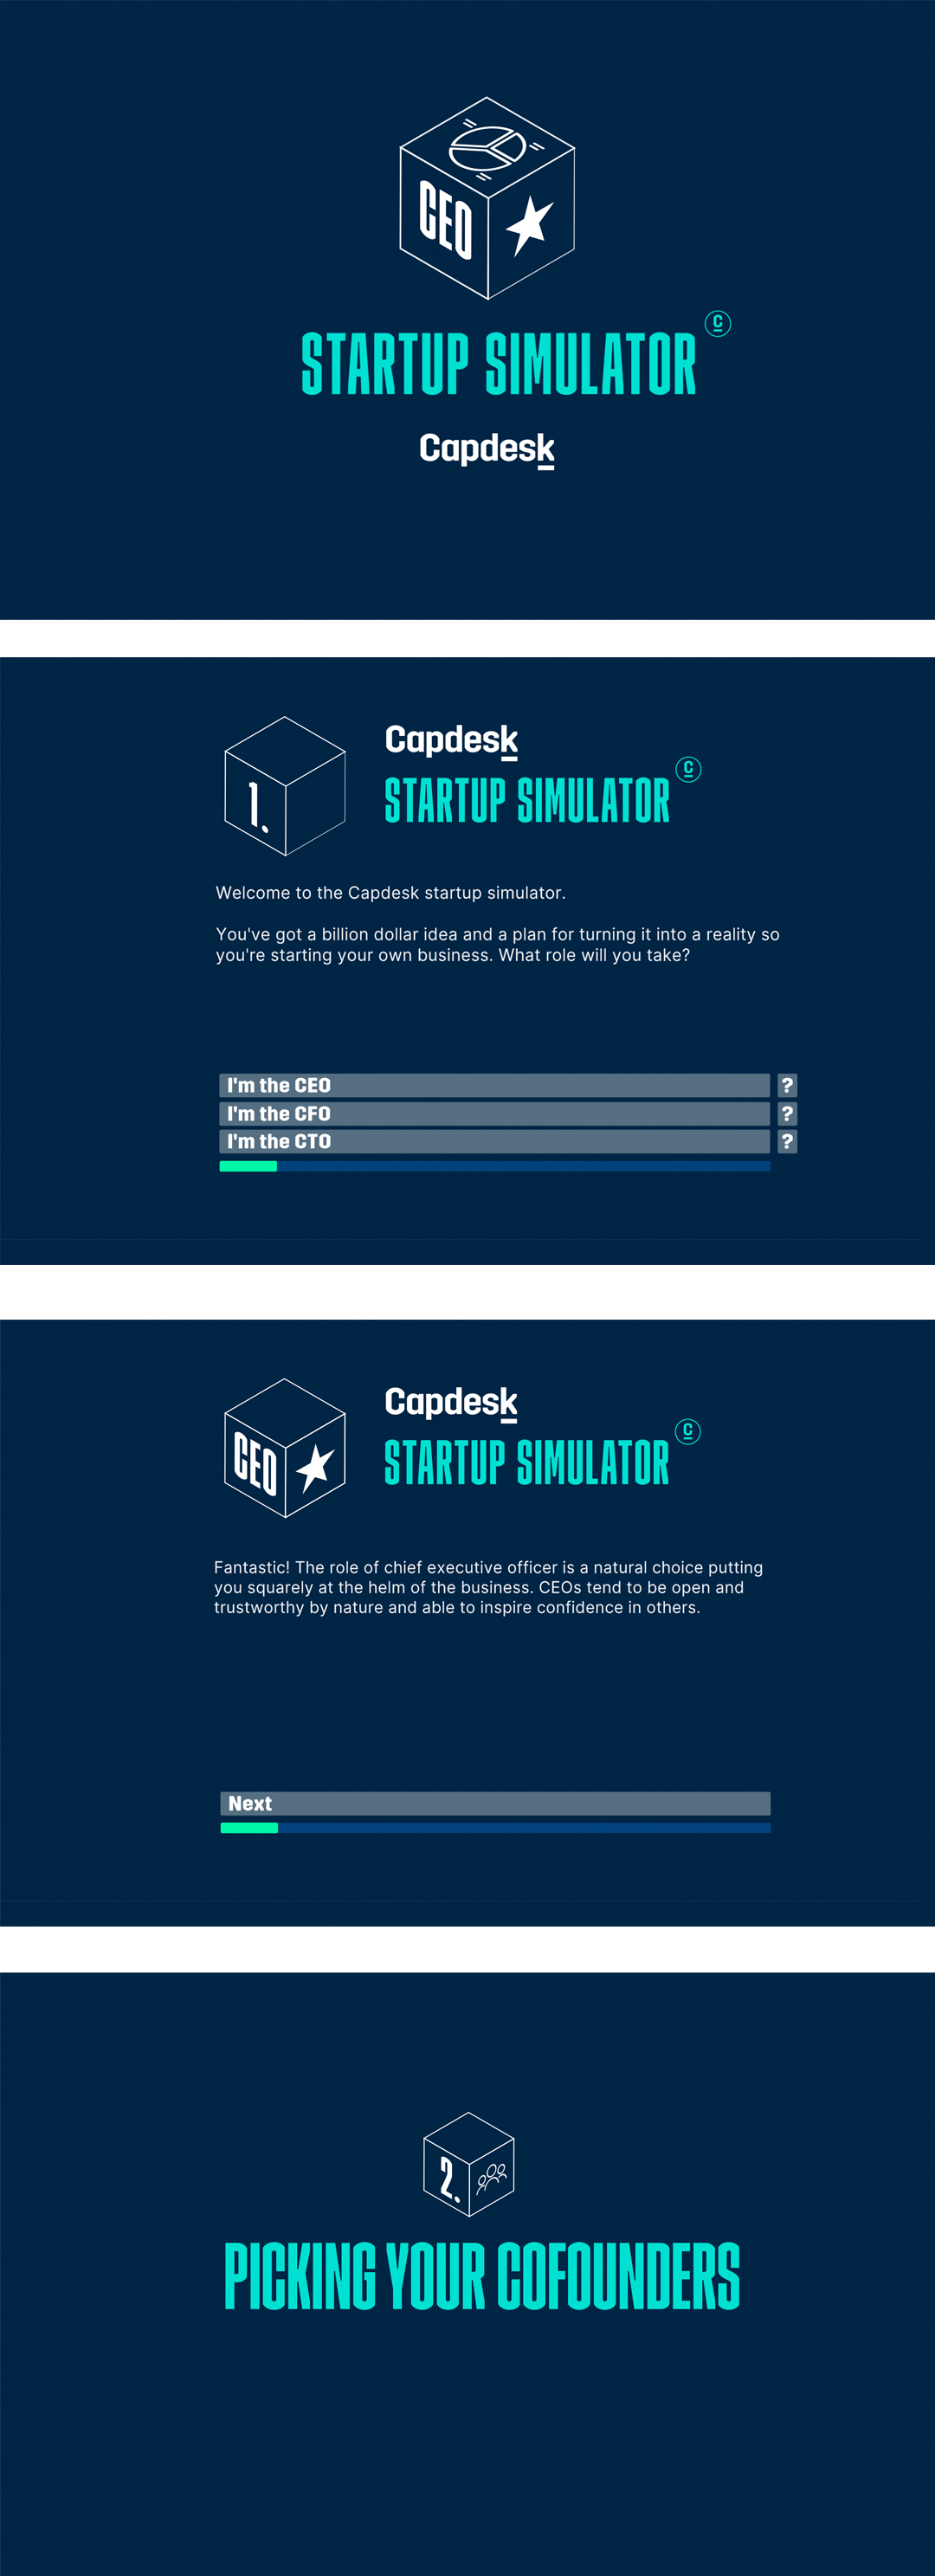 CEO
C
STARTUP SIMULATOR
Capdesk
1.
Capdesk
C
STARTUP SIMULATOR
Welcome to the Capdesk startup simulator.
You've got a billion dollar idea and a plan for turning it into a reality so
you're starting your own business. What role will you take?
I'm the CEO ?
I'm the CFO ?
I'm the CTO ?
CEO
Capdesk
C
STARTUP SIMULATOR
Fantastic! The role of chief executive officer is a natural choice putting
you squarely at the helm of the business. CEOs tend to be open and
trustworthy by nature and able to inspire confidence in others.
Next
2.
PICKING YOUR COFOUNDERS